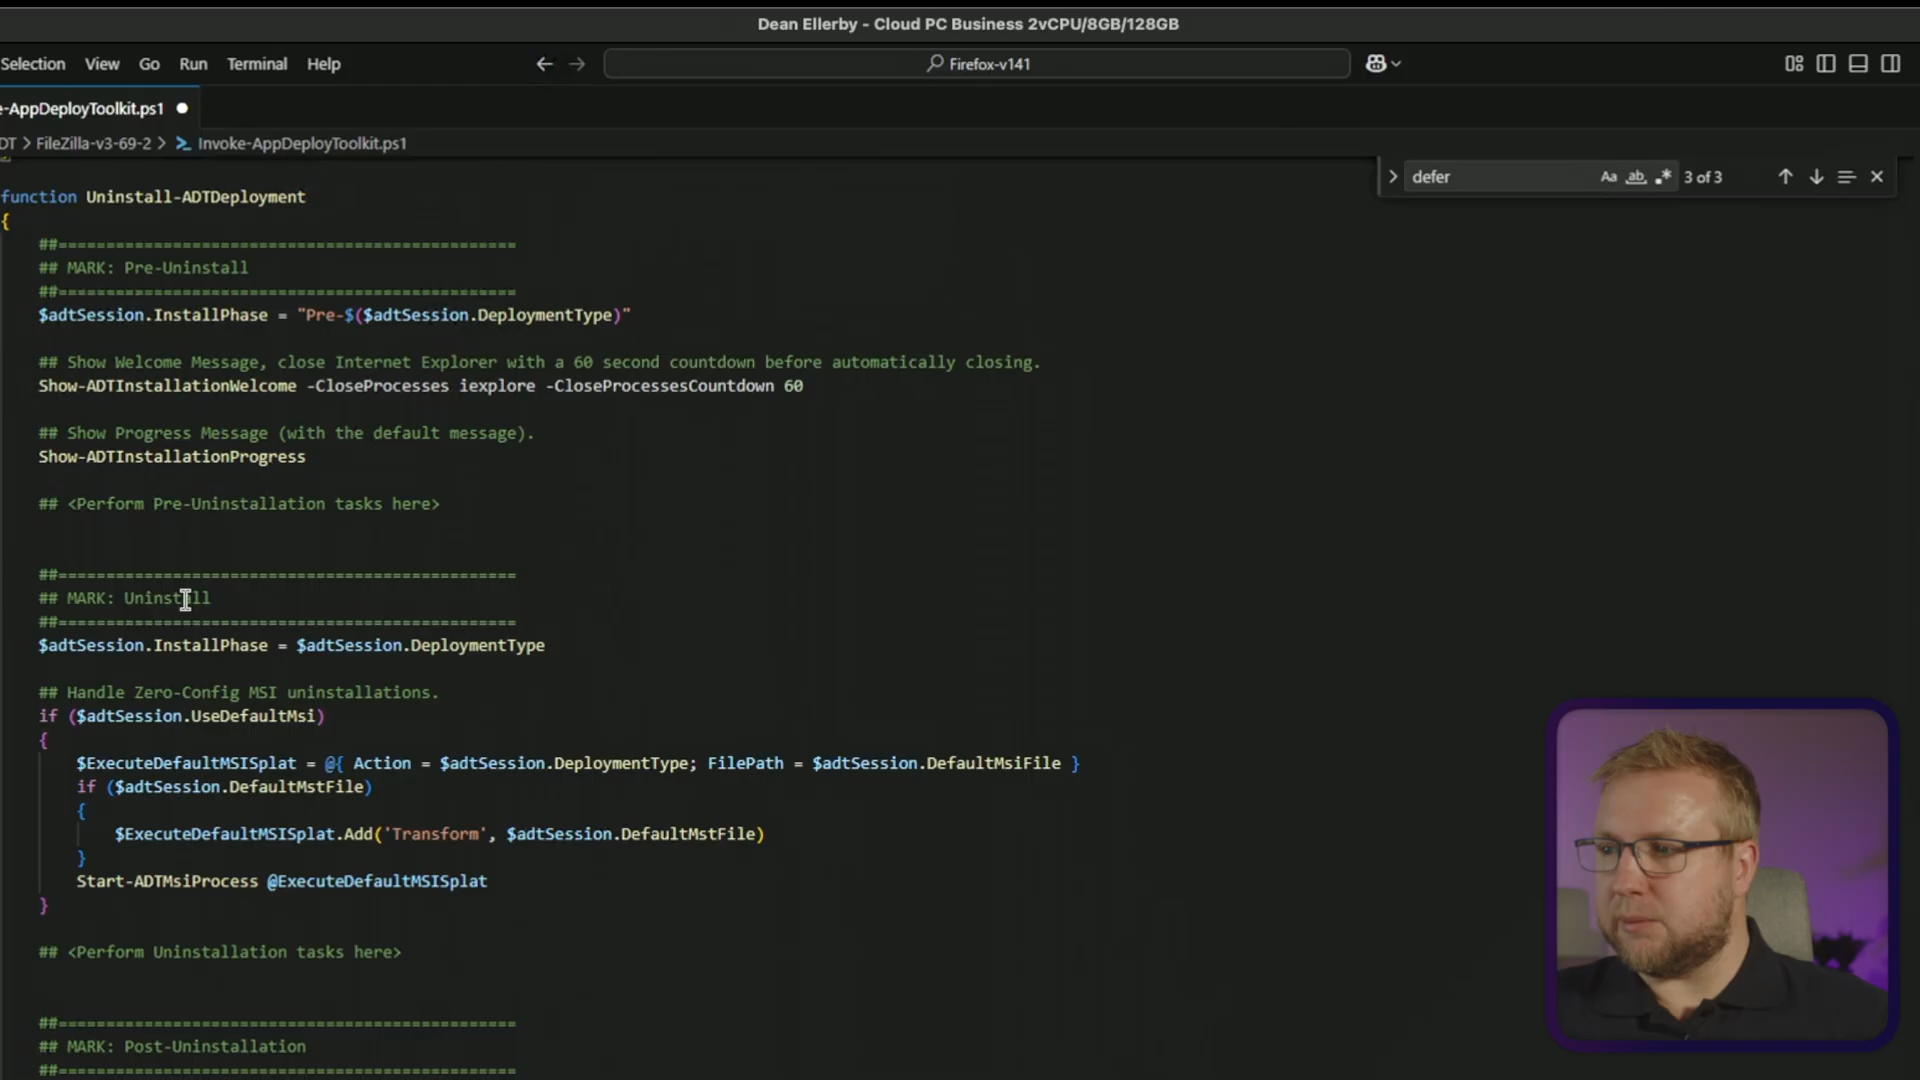 Dean Ellerby - Cloud PC Business 2vCPU/8GB/128GB
Selection View Go Run Terminal Help
Firefox-v141
e-AppDeployToolkit.ps1
DT > FileZilla-v3-69-2 > Invoke-AppDeployToolkit.ps1
defer Aa ab .* 3 of 3
function Uninstall-ADTDeployment
{
##================================================
## MARK: Pre-Uninstall
##================================================
$adtSession.InstallPhase = "Pre-$($adtSession.DeploymentType)"
## Show Welcome Message, close Internet Explorer with a 60 second countdown before automatically closing.
Show-ADTInstallationWelcome -CloseProcesses iexplore -CloseProcessesCountdown 60
## Show Progress Message (with the default message).
Show-ADTInstallationProgress
## <Perform Pre-Uninstallation tasks here>
##================================================
## MARK: Uninstall
##================================================
$adtSession.InstallPhase = $adtSession.DeploymentType
## Handle Zero-Config MSI uninstallations.
if ($adtSession.UseDefaultMsi)
{
$ExecuteDefaultMSISplat = @{ Action = $adtSession.DeploymentType; FilePath = $adtSession.DefaultMsiFile }
if ($adtSession.DefaultMstFile)
{
$ExecuteDefaultMSISplat.Add('Transform', $adtSession.DefaultMstFile)
}
Start-ADTMsiProcess @ExecuteDefaultMSISplat
}
## <Perform Uninstallation tasks here>
##================================================
## MARK: Post-Uninstallation
##================================================